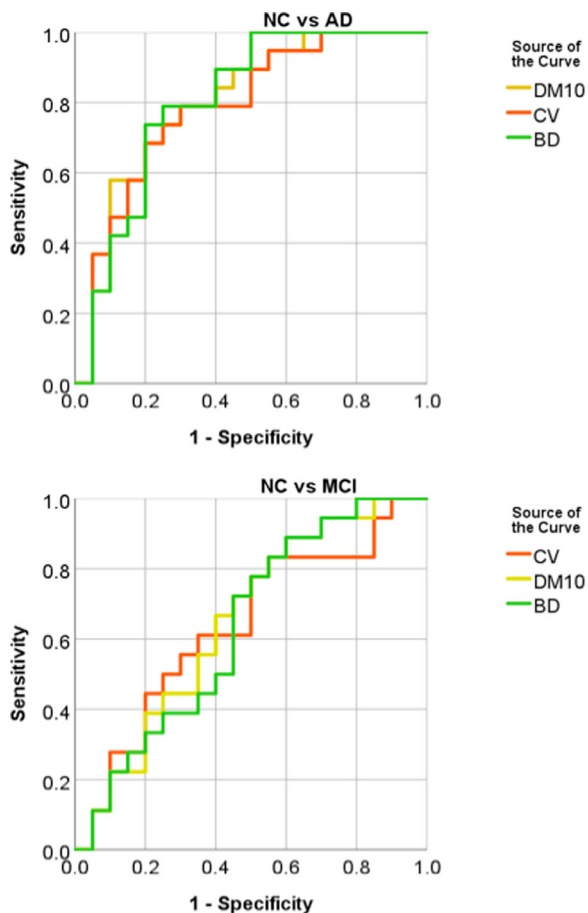 NC vs AD
Source of
the Curve
DM10
CV
BD
Sensitivity
1.0
0.8
0.6
0.4
0.2
0.0
0.0 0.2 0.4 0.6 0.8 1.0
1 - Specificity
NC vs MCI
Source of
the Curve
CV
DM10
BD
Sensitivity
1.0
0.8
0.6
0.4
0.2
0.0
0.0 0.2 0.4 0.6 0.8 1.0
1 - Specificity